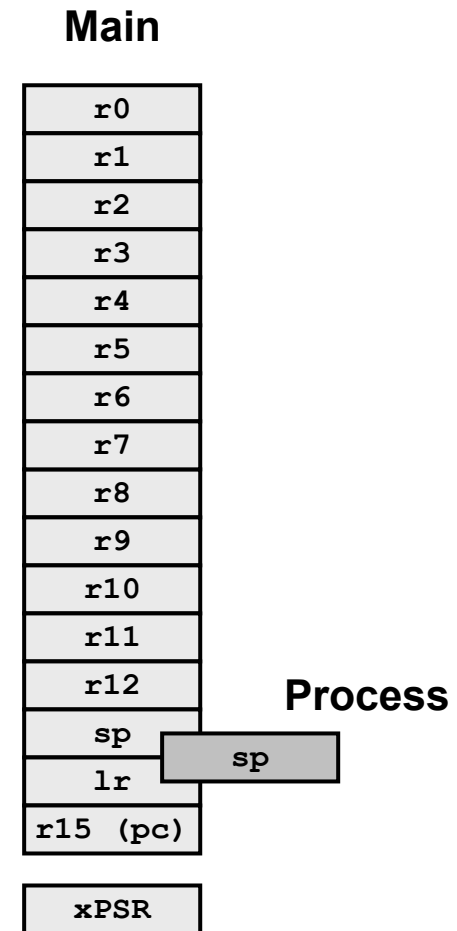 Main
r0
r1
r2
r3
r4
r5
r6
r7
r8
r9
r10
r11
r12
Process
sp
sp
lr
r15 (pc)
xPSR